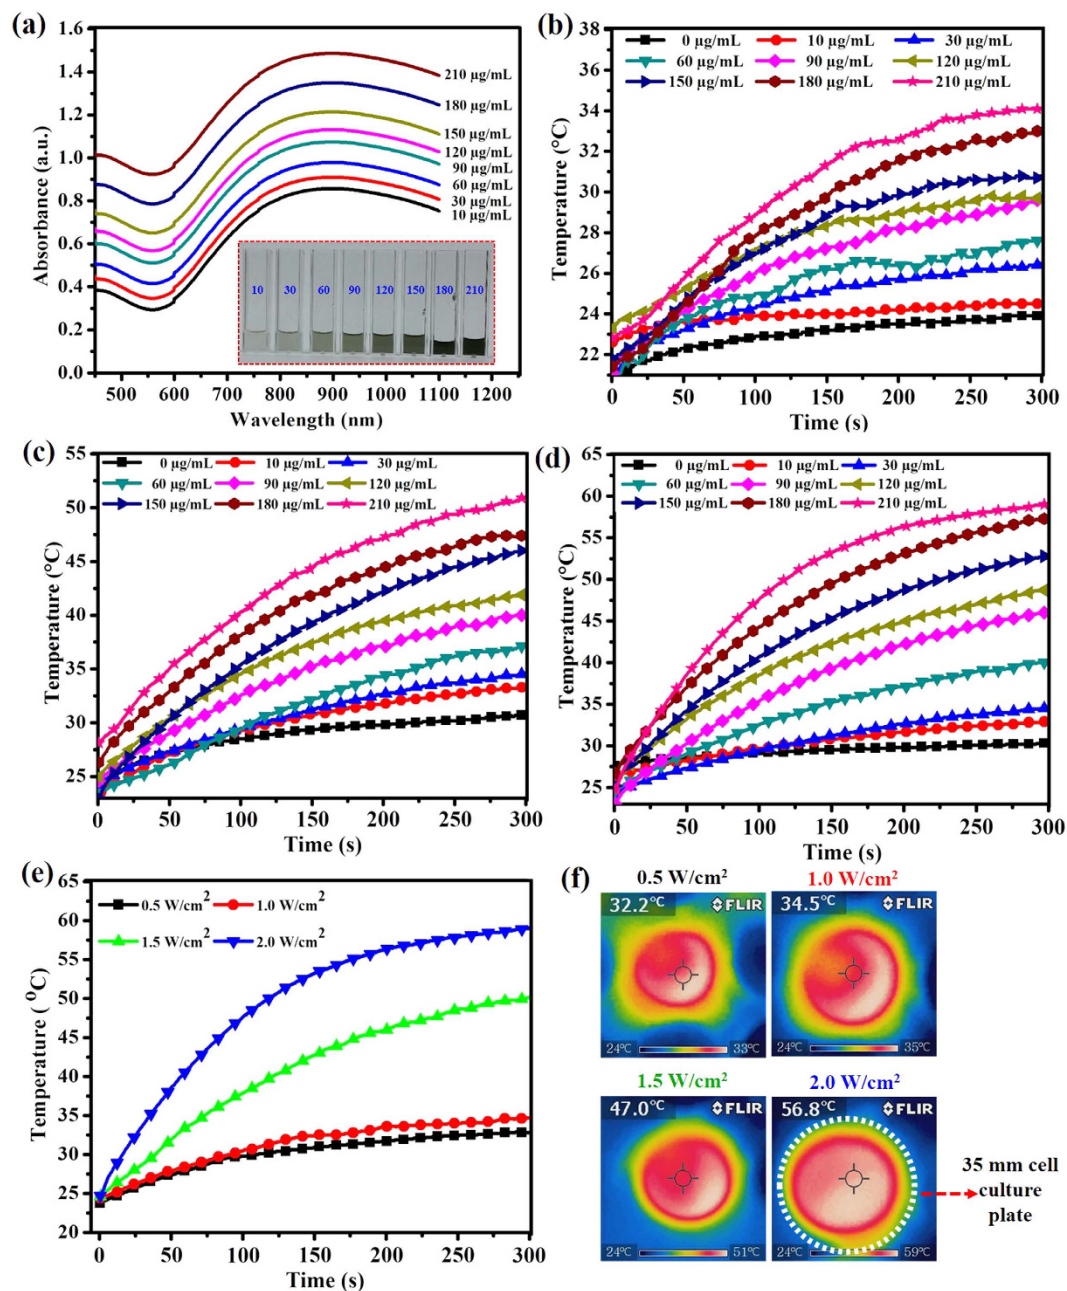 (a)
1.6
1.4
1.2
1.0
0.8
0.6
0.4
0.2
0.0
Absorbance (a.u.)
500 600 700 800 900 1000 1100 1200
Wavelength (nm)
210 µg/mL
180 µg/mL
150 µg/mL
120 µg/mL
90 µg/mL
60 µg/mL
30 µg/mL
10 µg/mL
10 30 60 90 120 150 180 210
(b)
0 µg/mL 10 µg/mL 30 µg/mL
60 µg/mL 90 µg/mL 120 µg/mL
150 µg/mL 180 µg/mL 210 µg/mL
38
36
34
32
30
28
26
24
22
Temperature (°C)
0 50 100 150 200 250 300
Time (s)
(c)
0 µg/mL 10 µg/mL 30 µg/mL
60 µg/mL 90 µg/mL 120 µg/mL
150 µg/mL 180 µg/mL 210 µg/mL
55
50
45
40
35
30
25
Temperature (°C)
0 50 100 150 200 250 300
Time (s)
(d)
0 µg/mL 10 µg/mL 30 µg/mL
60 µg/mL 90 µg/mL 120 µg/mL
150 µg/mL 180 µg/mL 210 µg/mL
65
60
55
50
45
40
35
30
25
Temperature (°C)
0 50 100 150 200 250 300
Time (s)
(e)
0.5 W/cm² 1.0 W/cm²
1.5 W/cm² 2.0 W/cm²
65
60
55
50
45
40
35
30
25
20
Temperature (°C)
0 50 100 150 200 250 300
Time (s)
(f)
0.5 W/cm² 1.0 W/cm²
32.2°C FLIR
24°C 33°C
34.5°C FLIR
24°C 35°C
1.5 W/cm² 2.0 W/cm²
47.0°C FLIR
24°C 51°C
56.8°C FLIR
24°C 59°C
35 mm cell
culture
plate